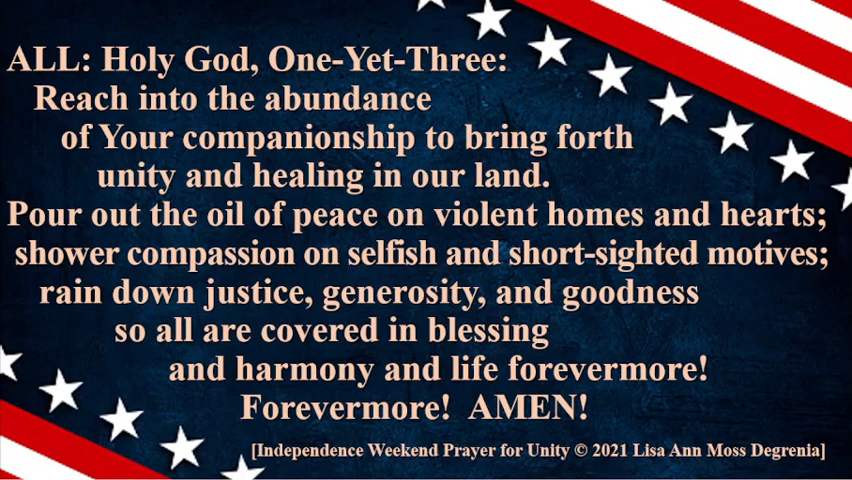 ALL: Holy God, One-Yet-Three:
Reach into the abundance
of Your companionship to bring forth
unity and healing in our land.
Pour out the oil of peace on violent homes and hearts;
shower compassion on selfish and short-sighted motives;
rain down justice, generosity, and goodness
so all are covered in blessing
and harmony and life forevermore!
Forevermore!  AMEN!
[Independence Weekend Prayer for Unity © 2021 Lisa Ann Moss Degrenia]